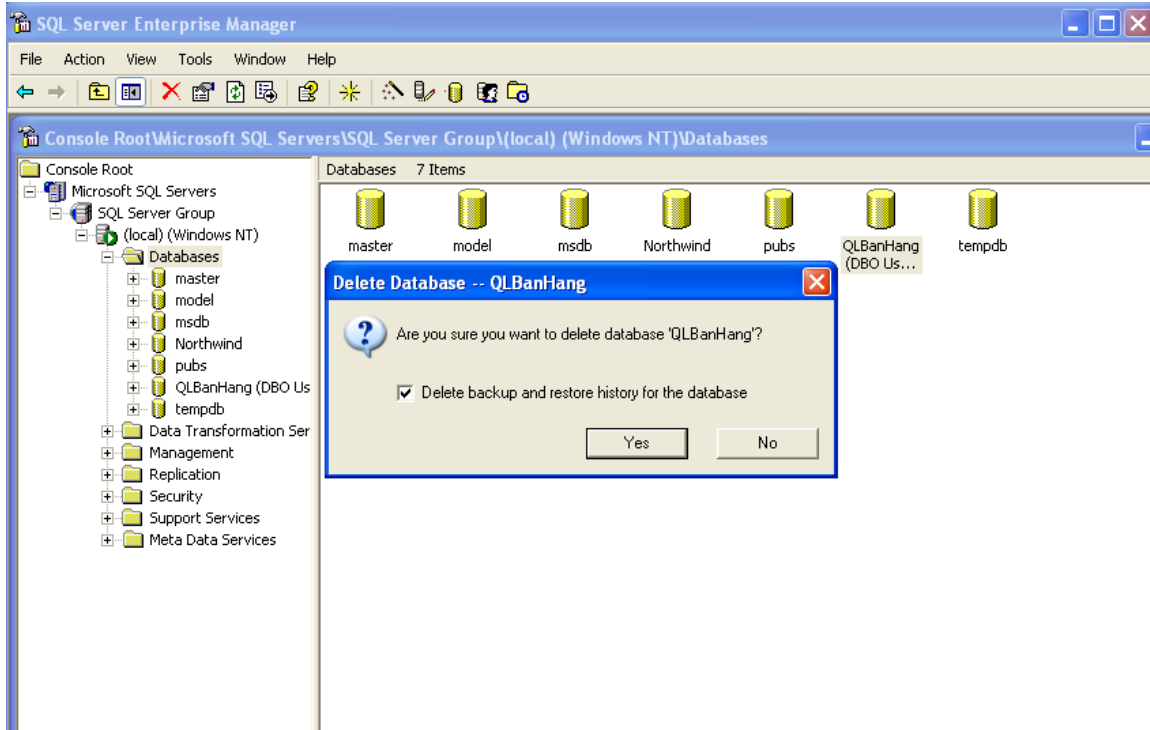 SQL Server Enterprise Manager
File Action View Tools Window Help
Console Root\Microsoft SQL Servers\SQL Server Group\(local) (Windows NT)\Databases
Console Root
Microsoft SQL Servers
SQL Server Group
(local) (Windows NT)
Databases
master
model
msdb
Northwind
pubs
QLBanHang (DBO Us
tempdb
Data Transformation Ser
Management
Replication
Security
Support Services
Meta Data Services
Databases 7 Items
master model msdb Northwind pubs QLBanHang tempdb
(DBO Us...
Delete Database -- QLBanHang
Are you sure you want to delete database 'QLBanHang'?
Delete backup and restore history for the database
Yes No